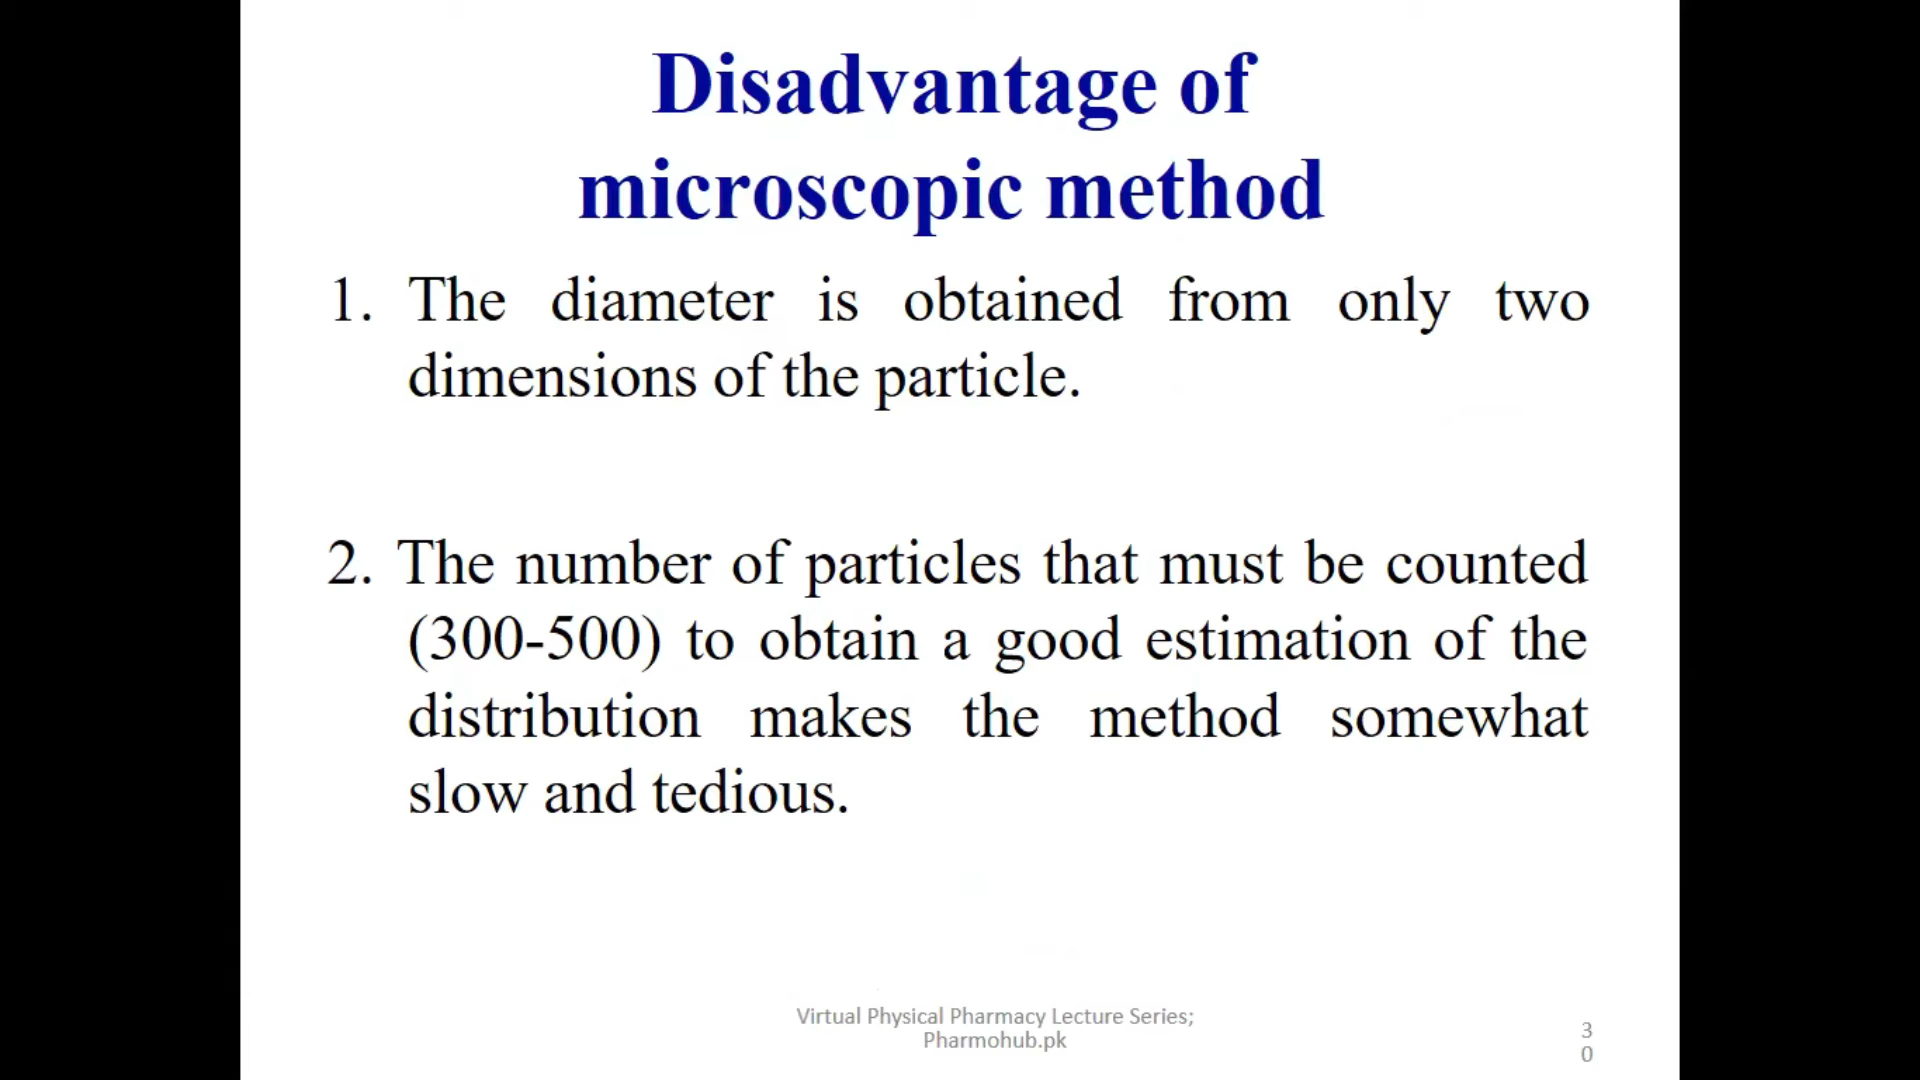 Disadvantage of
microscopic method
1. The diameter is obtained from only two
dimensions of the particle.
2. The number of particles that must be counted
(300-500) to obtain a good estimation of the
distribution makes the method somewhat
slow and tedious.
Virtual Physical Pharmacy Lecture Series;
Pharmohub.pk
3
0